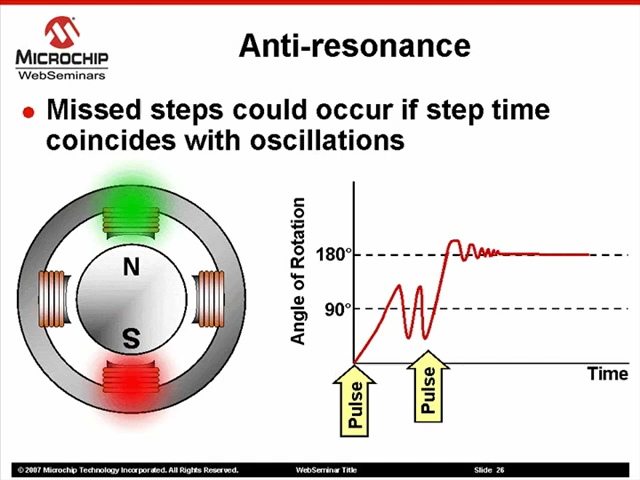 MICROCHIP
WebSeminars
Anti-resonance
Missed steps could occur if step time
coincides with oscillations
N
S
Angle of Rotation
180°
90°
Time
Pulse
Pulse
© 2007 Microchip Technology Incorporated. All Rights Reserved. WebSeminar Title Slide 26